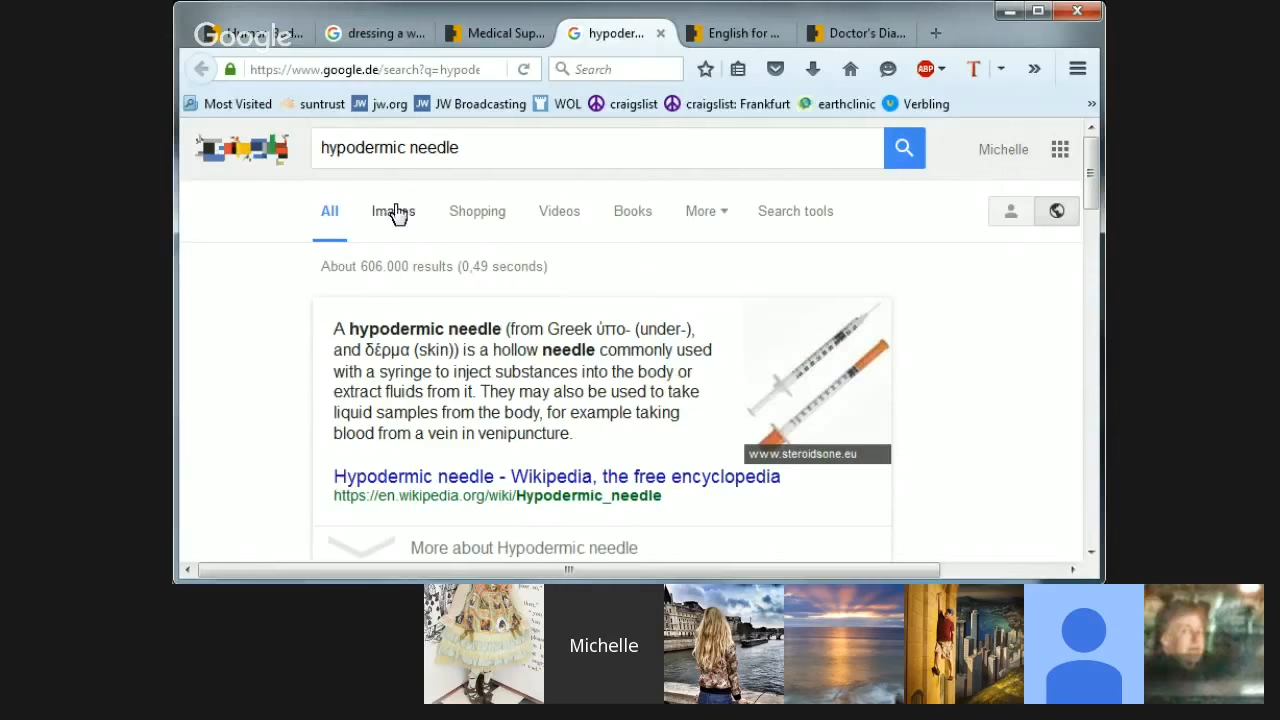 Google
dressing a w...
Medical Sup...
hypoder...
English for ...
Doctor's Dia...
https://www.google.de/search?q=hypode
Search
ABP
T
Most Visited
suntrust
jw.org
JW Broadcasting
WOL
craigslist
craigslist: Frankfurt
earthclinic
Verbling
hypodermic needle
Michelle
All
Images
Shopping
Videos
Books
More
Search tools
About 606.000 results (0,49 seconds)
A hypodermic needle (from Greek ὑπο- (under-),
and δέρμα (skin)) is a hollow needle commonly used
with a syringe to inject substances into the body or
extract fluids from it. They may also be used to take
liquid samples from the body, for example taking
blood from a vein in venipuncture.
www.steroidsone.eu
Hypodermic needle - Wikipedia, the free encyclopedia
https://en.wikipedia.org/wiki/Hypodermic_needle
More about Hypodermic needle
Michelle